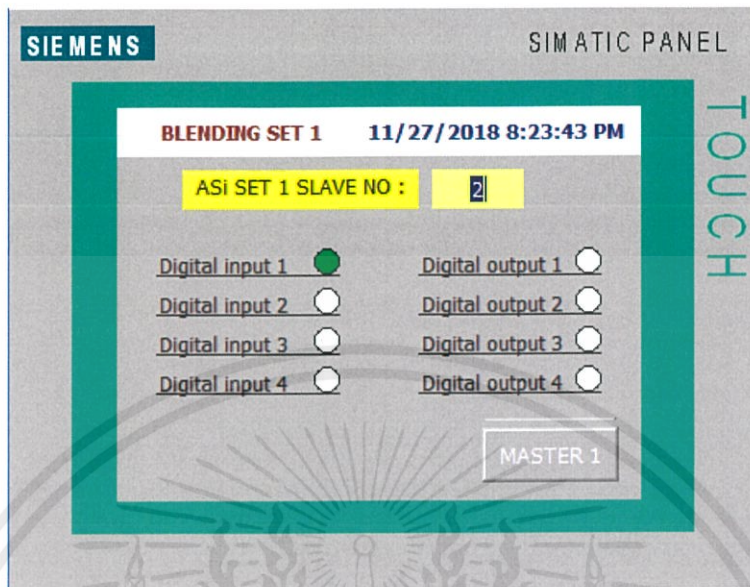 SIEMENS
SIMATIC PANEL
TOUCH
BLENDING SET 1 11/27/2018 8:23:43 PM
ASi SET 1 SLAVE NO : 2
Digital input 1 Digital output 1
Digital input 2 Digital output 2
Digital input 3 Digital output 3
Digital input 4 Digital output 4
MASTER 1